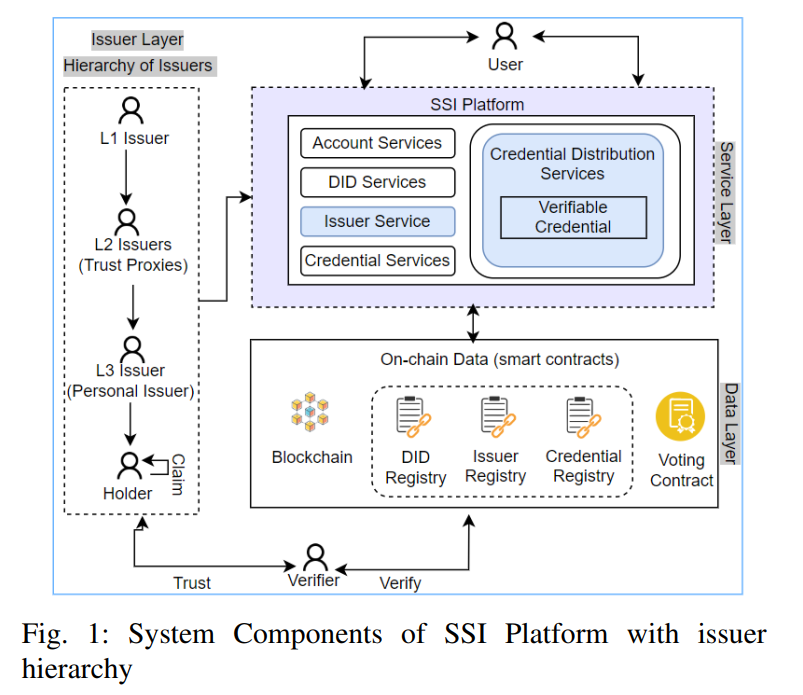 Issuer Layer
Hierarchy of Issuers
L1 Issuer
L2 Issuers
(Trust Proxies)
L3 Issuer
(Personal Issuer)
Claim
Holder
User
SSI Platform
Account Services
DID Services
Issuer Service
Credential Services
Credential Distribution
Services
Verifiable
Credential
Service Layer
On-chain Data (smart contracts)
Blockchain
DID
Registry
Issuer
Registry
Credential
Registry
Voting
Contract
Data Layer
Trust
Verifier
Verify
Fig. 1: System Components of SSI Platform with issuer
hierarchy